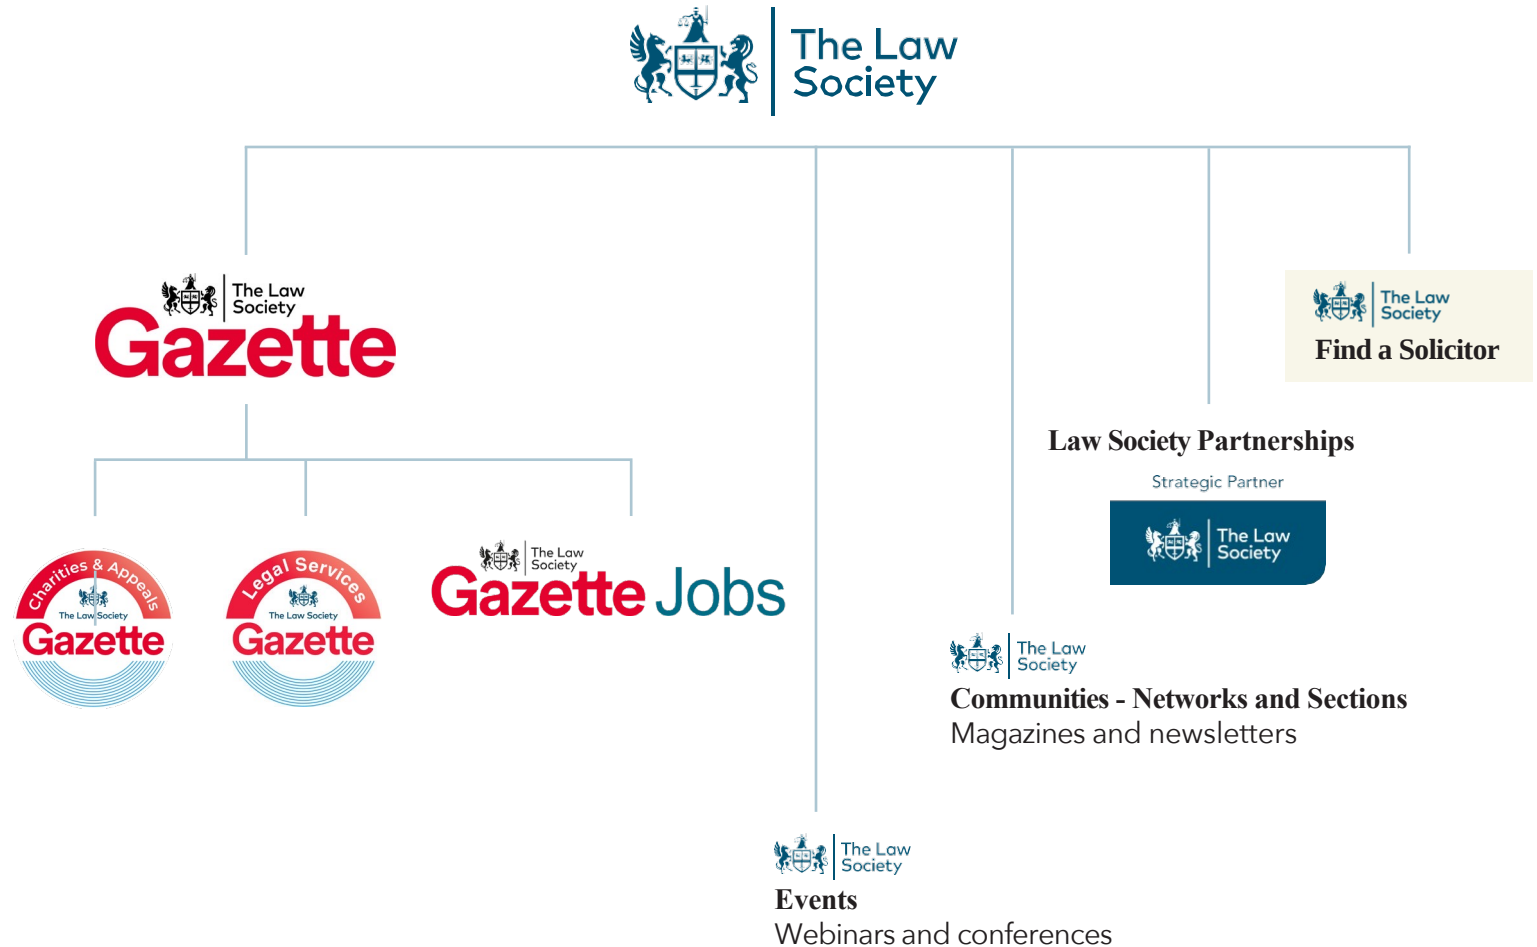 The Law
Society
The Law
Society
Gazette
Charities & Appeals
The Law Society
Gazette
Legal Services
The Law Society
Gazette
The Law
Society
Gazette Jobs
The Law
Society
Find a Solicitor
Law Society Partnerships
Strategic Partner
The Law
Society
The Law
Society
Communities - Networks and Sections
Magazines and newsletters
The Law
Society
Events
Webinars and conferences